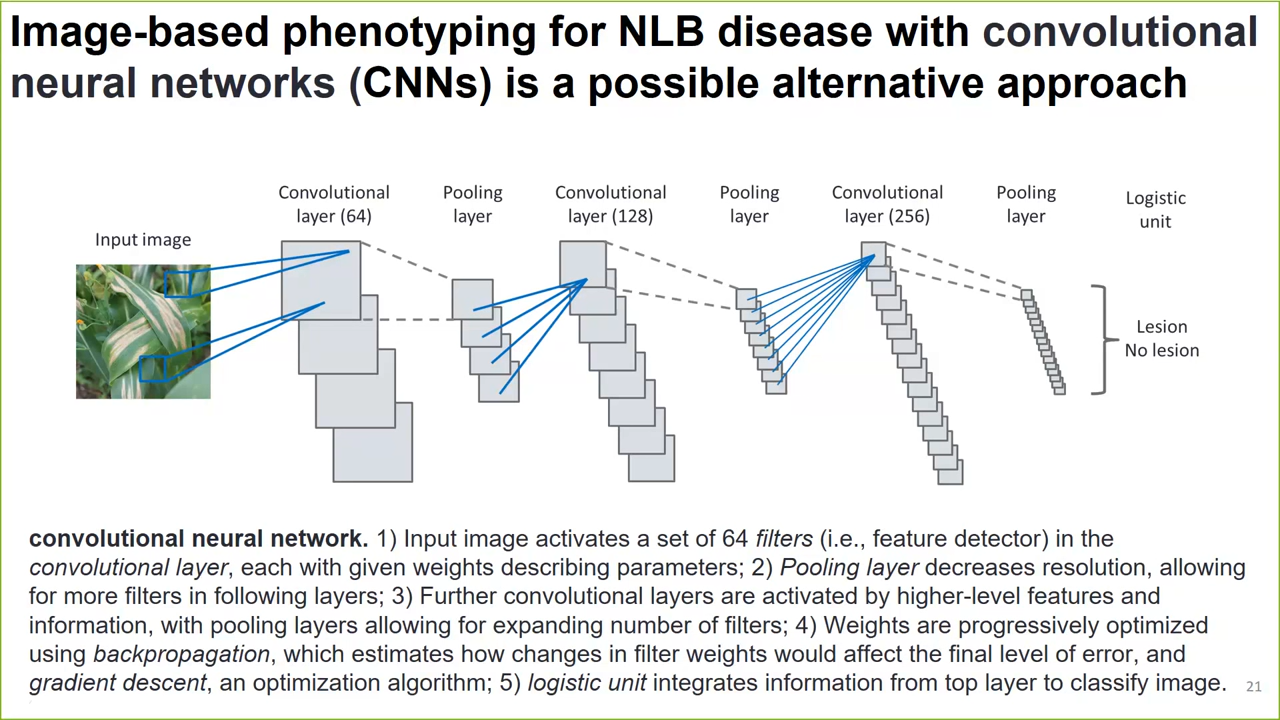 Image-based phenotyping for NLB disease with convolutional
neural networks (CNNs) is a possible alternative approach
Input image
Convolutional
layer (64)
Pooling
layer
Convolutional
layer (128)
Pooling
layer
Convolutional
layer (256)
Pooling
layer
Logistic
unit
Lesion
No lesion
convolutional neural network. 1) Input image activates a set of 64 filters (i.e., feature detector) in the
convolutional layer, each with given weights describing parameters; 2) Pooling layer decreases resolution, allowing
for more filters in following layers; 3) Further convolutional layers are activated by higher-level features and
information, with pooling layers allowing for expanding number of filters; 4) Weights are progressively optimized
using backpropagation, which estimates how changes in filter weights would affect the final level of error, and
gradient descent, an optimization algorithm; 5) logistic unit integrates information from top layer to classify image.
21